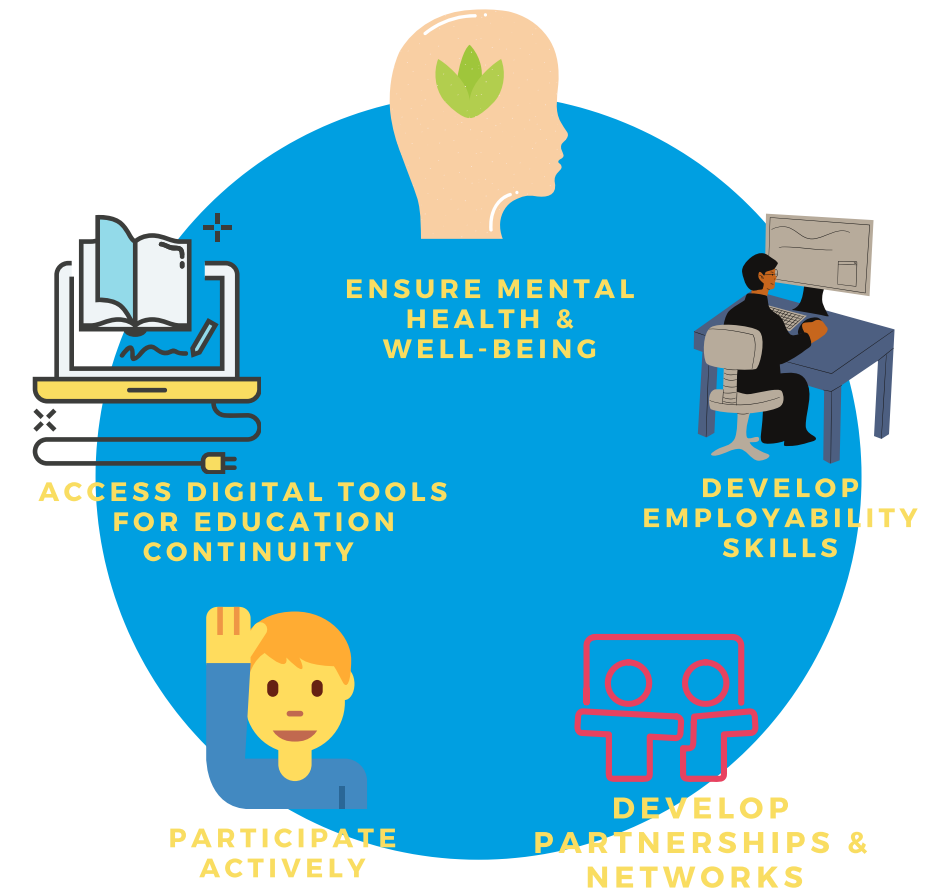 ENSURE MENTAL
HEALTH &
WELL-BEING
ACCESS DIGITAL TOOLS
FOR EDUCATION
CONTINUITY
DEVELOP
EMPLOYABILITY
SKILLS
PARTICIPATE
ACTIVELY
DEVELOP
PARTNERSHIPS &
NETWORKS